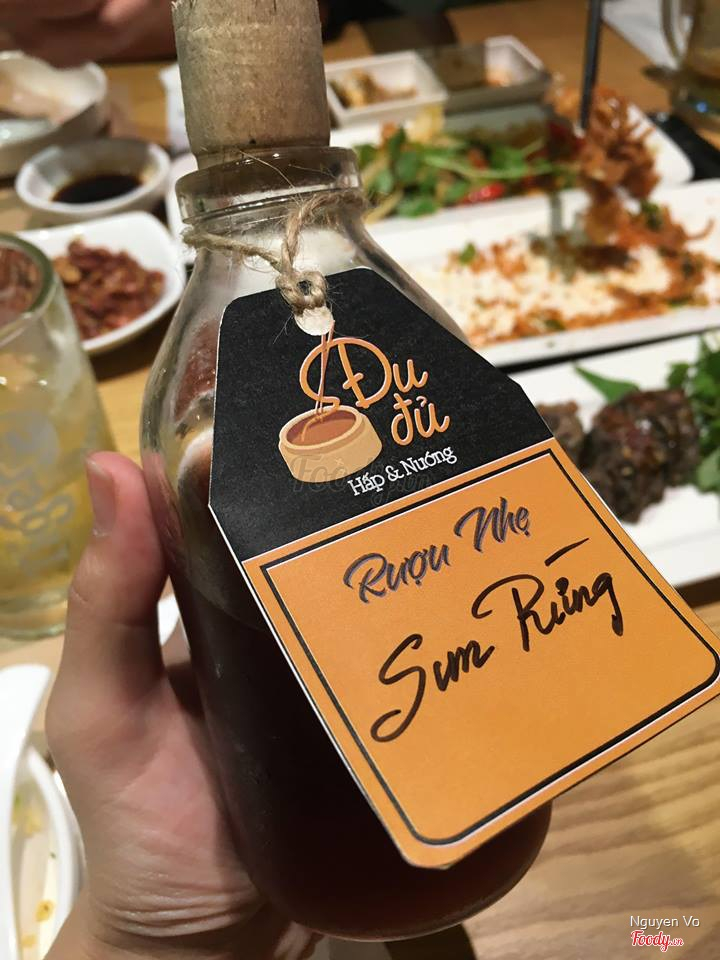 Đu
đủ
Hấp & Nướng
Rượu Nhẹ
Sim Rừng
Nguyen Vo
Foody.vn